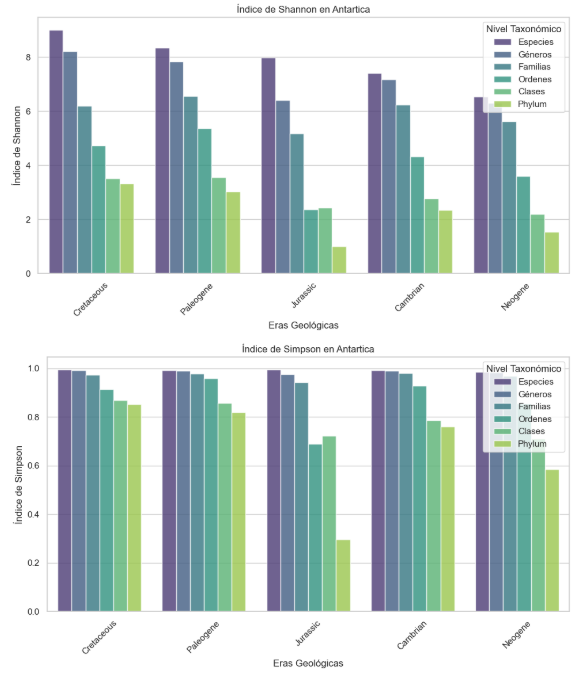 Índice de Shannon en Antartica
Nivel Taxonómico
Especies
Géneros
Familias
Ordenes
Clases
Phylum
Índice de Shannon
8
6
4
2
0
Cretaceous
Paleogene
Jurassic
Cambrian
Neogene
Eras Geológicas
Índice de Simpson en Antartica
Nivel Taxonómico
Especies
Géneros
Familias
Ordenes
Clases
Phylum
Índice de Simpson
1.0
0.8
0.6
0.4
0.2
0.0
Cretaceous
Paleogene
Jurassic
Cambrian
Neogene
Eras Geológicas